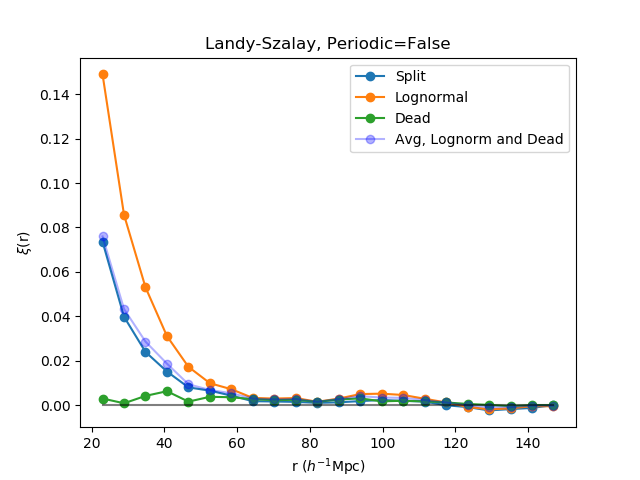 Landy-Szalay, Periodic=False
Split
Lognormal
Dead
Avg, Lognorm and Dead
ξ(r)
0.14
0.12
0.10
0.08
0.06
0.04
0.02
0.00
20 40 60 80 100 120 140
r (h⁻¹Mpc)